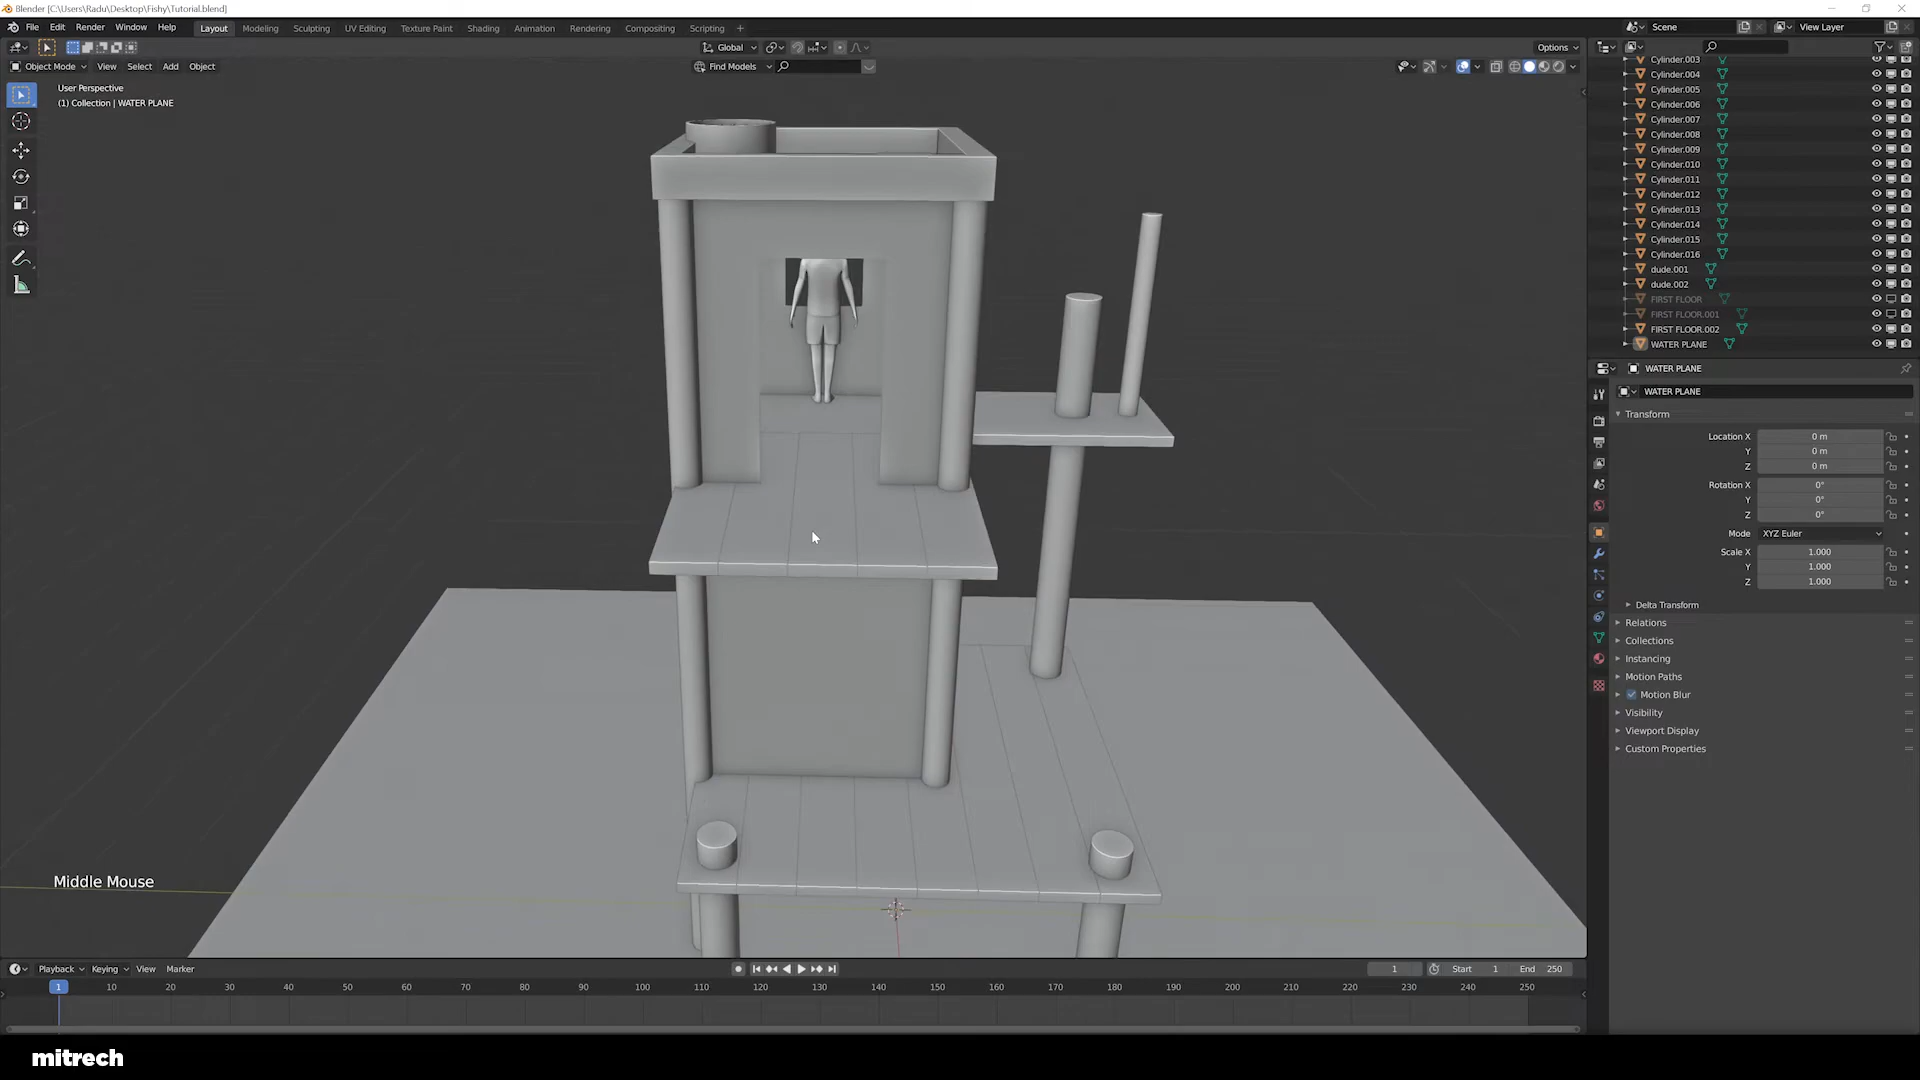 Blender [C:\Users\Radu\Desktop\Fishy\Tutorial.blend]
File Edit Render Window Help Layout Modeling Sculpting UV Editing Texture Paint Shading Animation Rendering Compositing Scripting + Scene View Layer
Global Options
Object Mode View Select Add Object Find Models
User Perspective
(1) Collection | WATER PLANE
Cylinder.003
Cylinder.004
Cylinder.005
Cylinder.006
Cylinder.007
Cylinder.008
Cylinder.009
Cylinder.010
Cylinder.011
Cylinder.012
Cylinder.013
Cylinder.014
Cylinder.015
Cylinder.016
dude.001
dude.002
FIRST FLOOR
FIRST FLOOR.001
FIRST FLOOR.002
WATER PLANE
WATER PLANE
WATER PLANE
Transform
Location X 0 m
Y 0 m
Z 0 m
Rotation X 0°
Y 0°
Z 0°
Mode XYZ Euler
Scale X 1.000
Y 1.000
Z 1.000
Delta Transform
Relations
Collections
Instancing
Motion Paths
Motion Blur
Visibility
Viewport Display
Custom Properties
Middle Mouse
Playback Keying View Marker 1 Start 1 End 250
1 10 20 30 40 50 60 70 80 90 100 110 120 130 140 150 160 170 180 190 200 210 220 230 240 250
mitrech